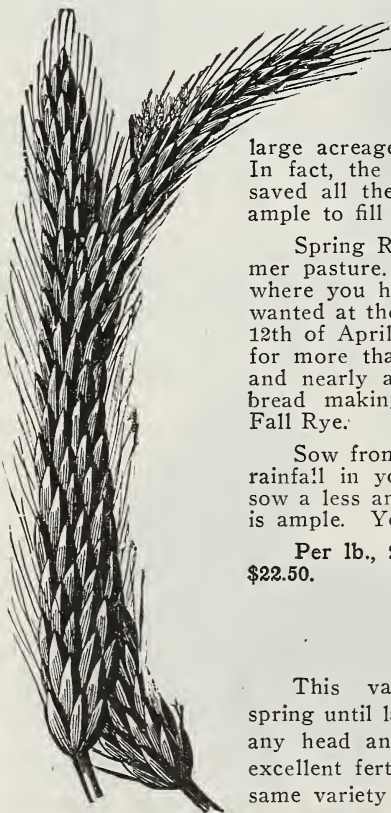 large acreage
In fact, the
saved all the
ample to fill
Spring R
mer pasture.
where you h
wanted at the
12th of April
for more tha
and nearly a
bread making
Fall Rye.
Sow from
rainfall in yo
sow a less am
is ample. Yo
Per lb.,
$22.50.
This va
spring until la
any head an
excellent fert
same variety